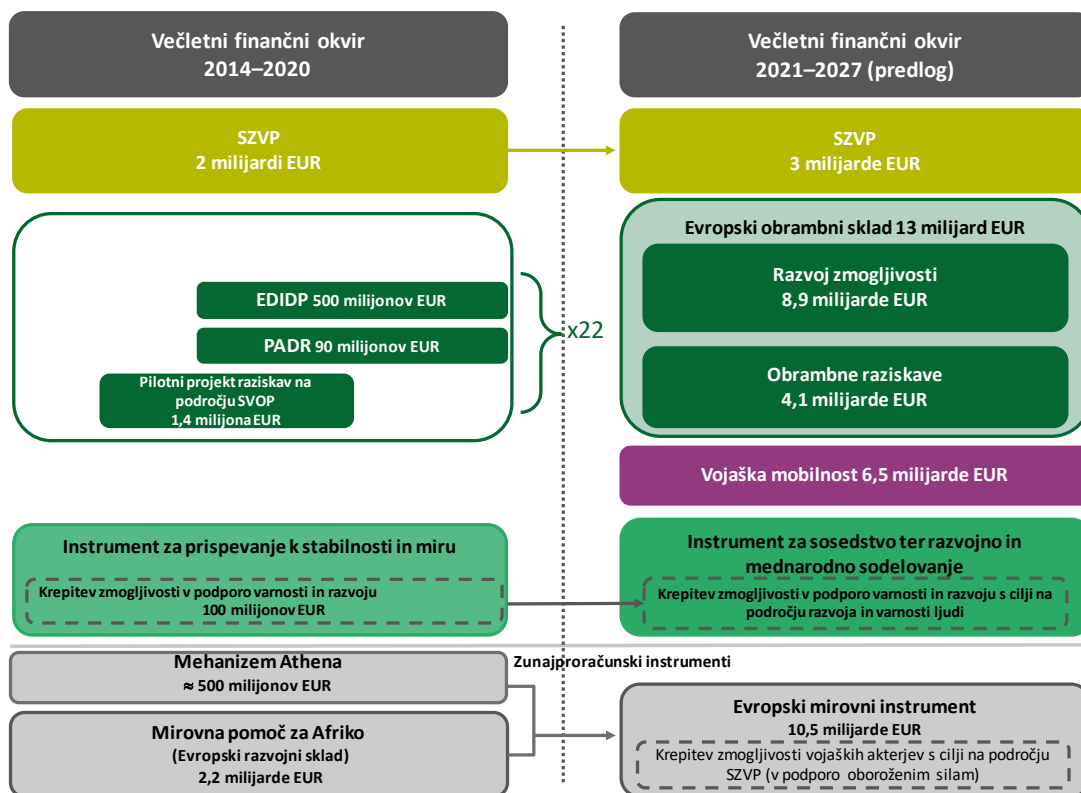 Večletni finančni okvir
2014–2020
Večletni finančni okvir
2021–2027 (predlog)
SZVP
2 milijardi EUR
SZVP
3 milijarde EUR
EDIDP 500 milijonov EUR
PADR 90 milijonov EUR
Pilotni projekt raziskav na
področju SVOP
1,4 milijona EUR
x22
Evropski obrambni sklad 13 milijard EUR
Razvoj zmogljivosti
8,9 milijarde EUR
Obrambne raziskave
4,1 milijarde EUR
Vojaška mobilnost 6,5 milijarde EUR
Instrument za prispevanje k stabilnosti in miru
Krepitev zmogljivosti v podporo varnosti in razvoju
100 milijonov EUR
Instrument za sosedstvo ter razvojno in
mednarodno sodelovanje
Krepitev zmogljivosti v podporo varnosti in razvoju s cilji na
področju razvoja in varnosti ljudi
Zunajproračunski instrumenti
Mehanizem Athena
≈ 500 milijonov EUR
Mirovna pomoč za Afriko
(Evropski razvojni sklad)
2,2 milijarde EUR
Evropski mirovni instrument
10,5 milijarde EUR
Krepitev zmogljivosti vojaških akterjev s cilji na področju
SZVP (v podporo oboroženim silam)